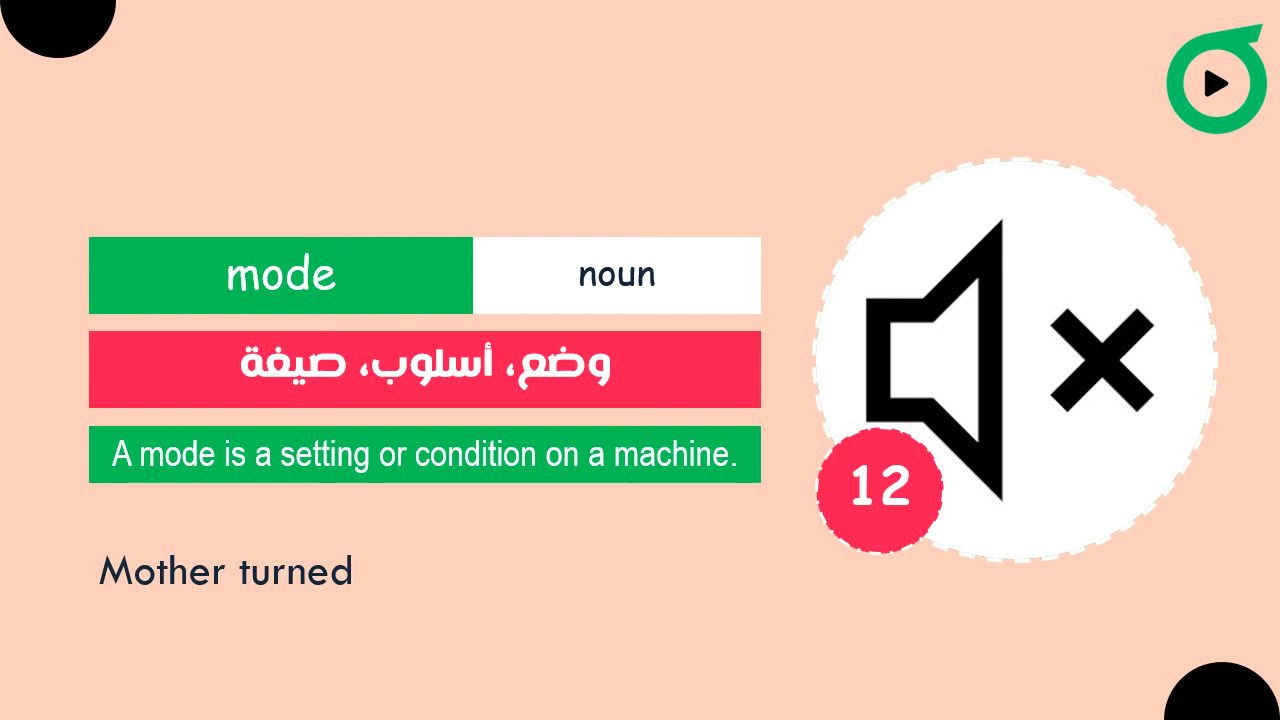 mode
noun
وضع، أسلوب، صيغة
A mode is a setting or condition on a machine.
12
Mother turned